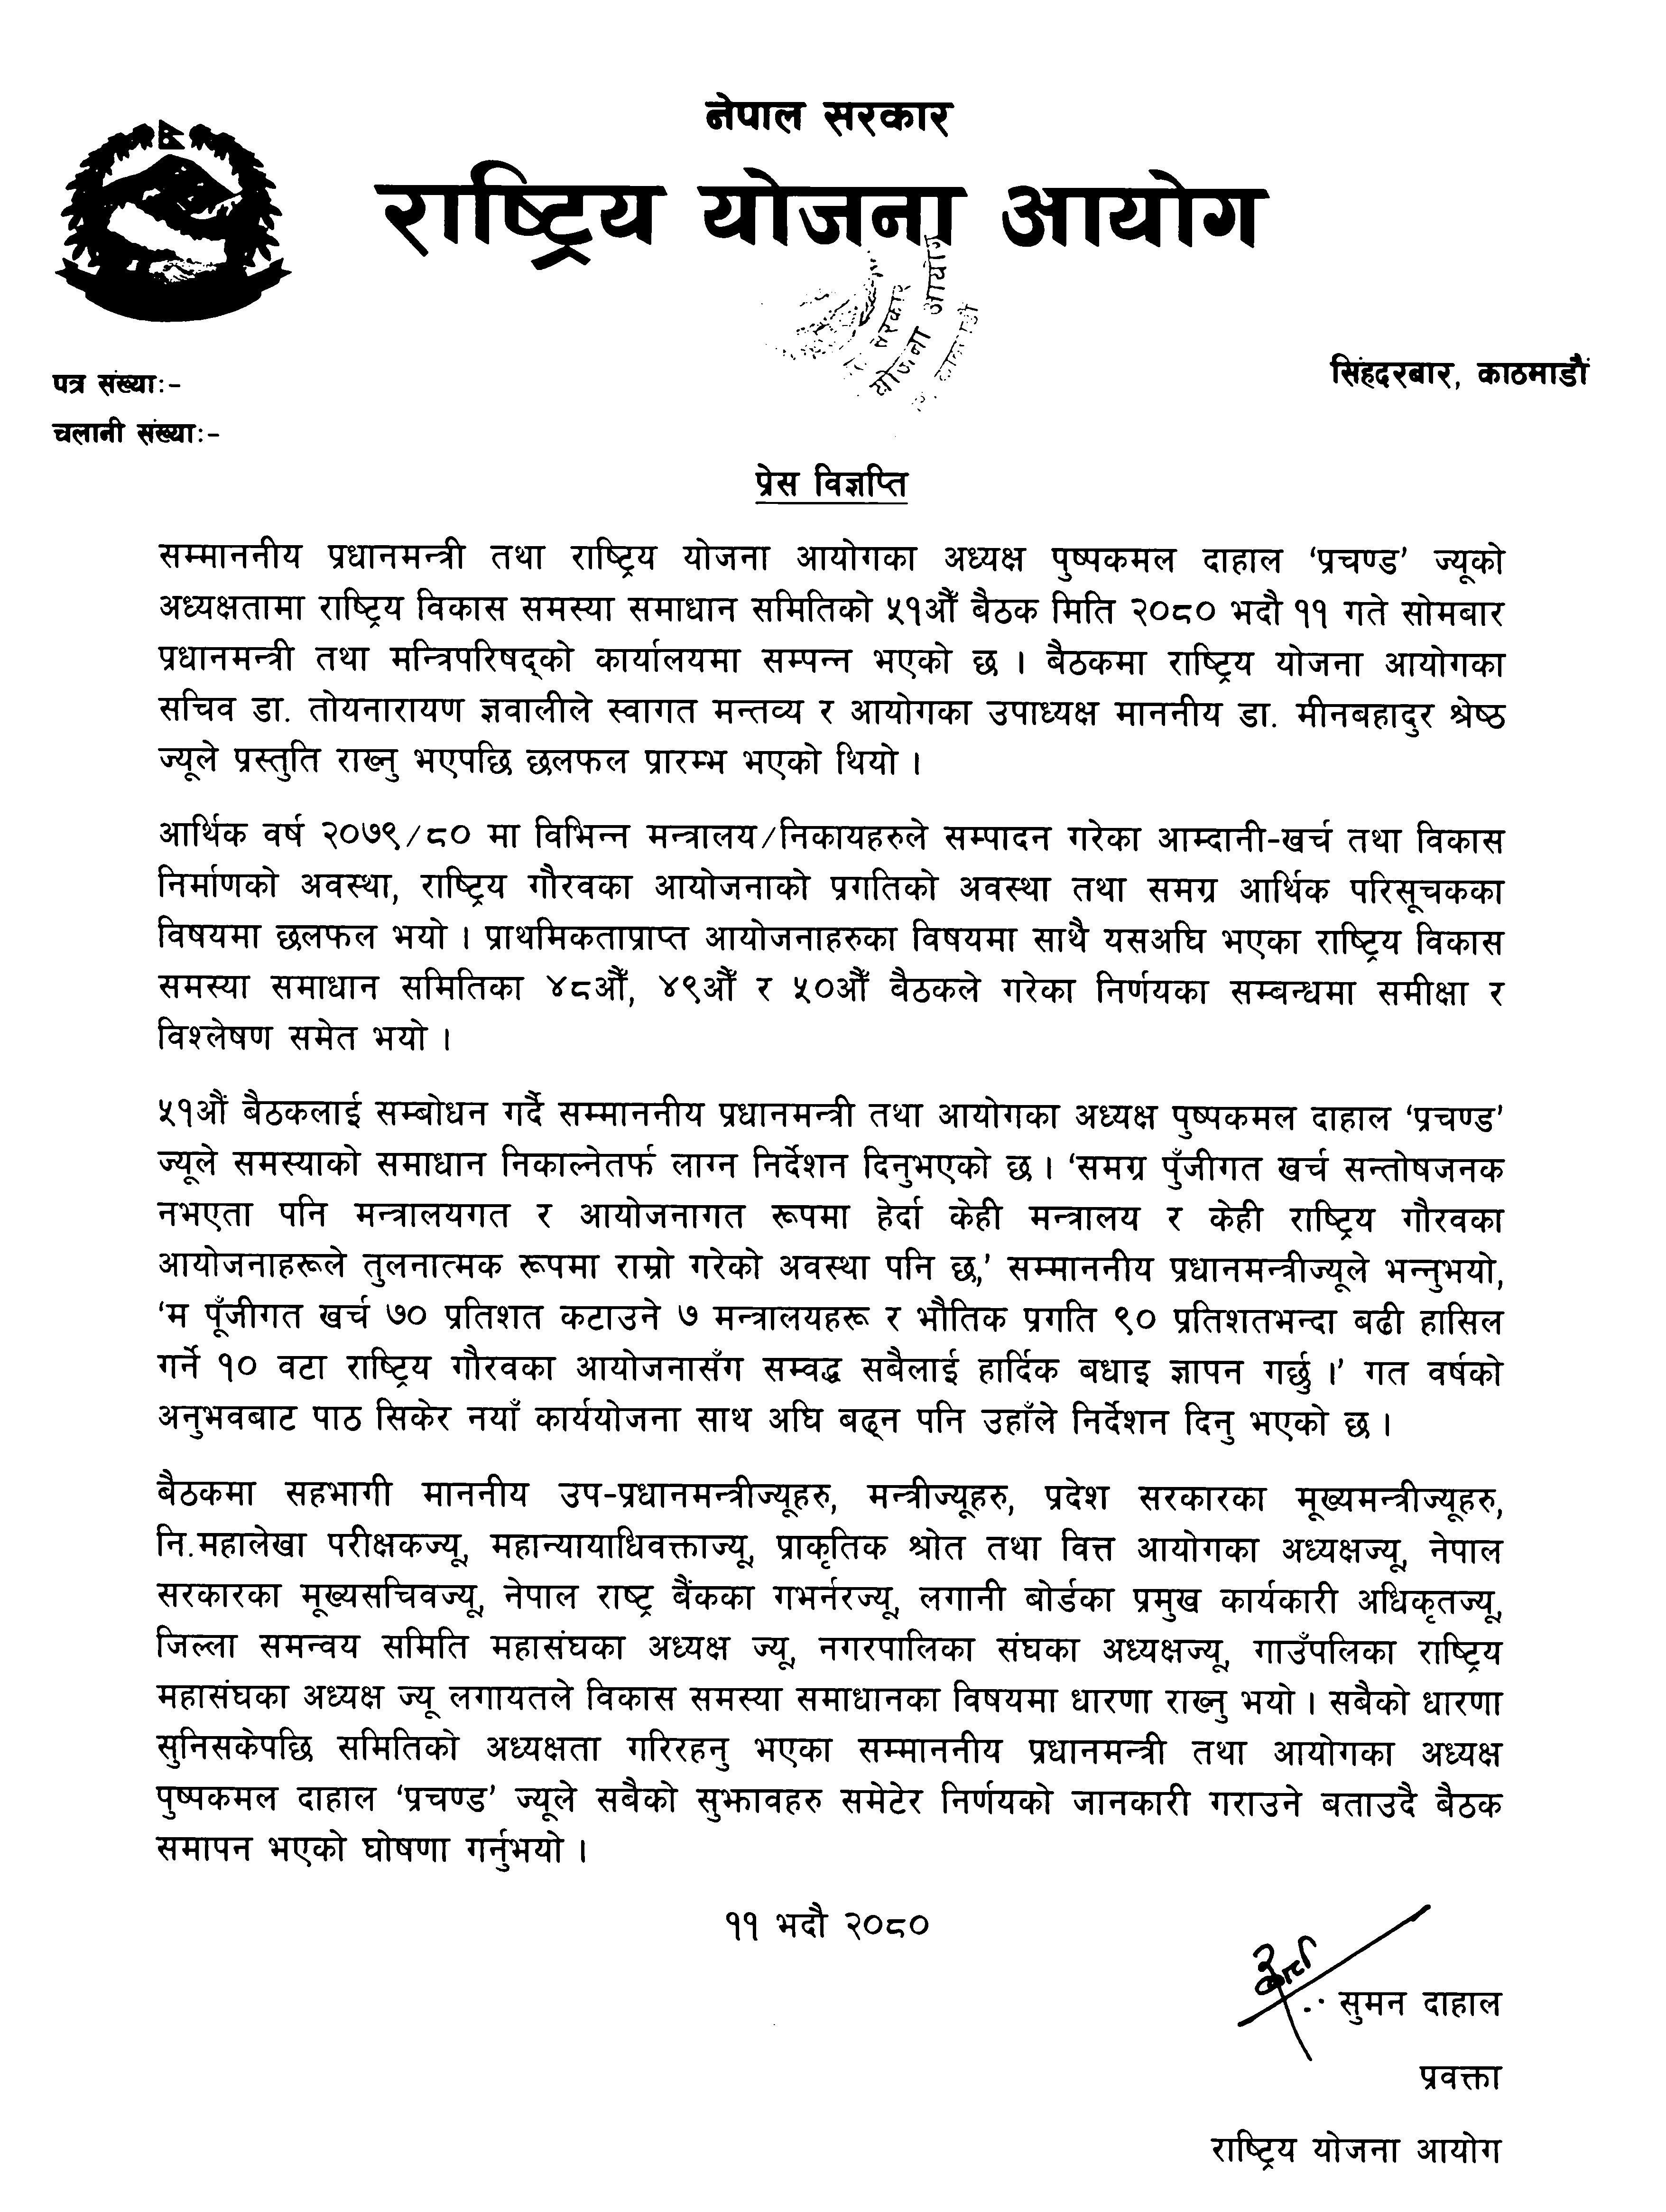 नेपाल सरकार
राष्ट्रिय योजना आयोग
सरकार
योजना आयोग
सिंहदरबार, काठमाडौं
पत्र संख्याः-
चलानी संख्याः-
प्रेस विज्ञप्ति
सम्माननीय प्रधानमन्त्री तथा राष्ट्रिय योजना आयोगका अध्यक्ष पुष्पकमल दाहाल ‘प्रचण्ड’ ज्यूको
अध्यक्षतामा राष्ट्रिय विकास समस्या समाधान समितिको ५१औँ बैठक मिति २०८० भदौ ११ गते सोमबार
प्रधानमन्त्री तथा मन्त्रिपरिषद्को कार्यालयमा सम्पन्न भएको छ । बैठकमा राष्ट्रिय योजना आयोगका
सचिव डा. तोयनारायण ज्ञवालीले स्वागत मन्तव्य र आयोगका उपाध्यक्ष माननीय डा. मीनबहादुर श्रेष्ठ
ज्यूले प्रस्तुति राख्नु भएपछि छलफल प्रारम्भ भएको थियो ।
आर्थिक वर्ष २०७९/८० मा विभिन्न मन्त्रालय/निकायहरुले सम्पादन गरेका आम्दानी-खर्च तथा विकास
निर्माणको अवस्था, राष्ट्रिय गौरवका आयोजनाको प्रगतिको अवस्था तथा समग्र आर्थिक परिसूचकका
विषयमा छलफल भयो । प्राथमिकताप्राप्त आयोजनाहरुका विषयमा साथै यसअघि भएका राष्ट्रिय विकास
समस्या समाधान समितिका ४८औँ, ४९औँ र ५०औँ बैठकले गरेका निर्णयका सम्बन्धमा समीक्षा र
विश्लेषण समेत भयो ।
५१औं बैठकलाई सम्बोधन गर्दै सम्माननीय प्रधानमन्त्री तथा आयोगका अध्यक्ष पुष्पकमल दाहाल ‘प्रचण्ड’
ज्यूले समस्याको समाधान निकाल्नेतर्फ लाग्न निर्देशन दिनुभएको छ । ‘समग्र पुँजीगत खर्च सन्तोषजनक
नभएता पनि मन्त्रालयगत र आयोजनागत रूपमा हेर्दा केही मन्त्रालय र केही राष्ट्रिय गौरवका
आयोजनाहरूले तुलनात्मक रूपमा राम्रो गरेको अवस्था पनि छ,’ सम्माननीय प्रधानमन्त्रीज्यूले भन्नुभयो,
‘म पूँजीगत खर्च ७० प्रतिशत कटाउने ७ मन्त्रालयहरू र भौतिक प्रगति ९० प्रतिशतभन्दा बढी हासिल
गर्ने १० वटा राष्ट्रिय गौरवका आयोजनासँग सम्वद्ध सबैलाई हार्दिक बधाइ ज्ञापन गर्छु ।’ गत वर्षको
अनुभवबाट पाठ सिकेर नयाँ कार्ययोजना साथ अघि बढ्न पनि उहाँले निर्देशन दिनु भएको छ ।
बैठकमा सहभागी माननीय उप-प्रधानमन्त्रीज्यूहरु, मन्त्रीज्यूहरु, प्रदेश सरकारका मूख्यमन्त्रीज्यूहरु,
नि.महालेखा परीक्षकज्यू, महान्यायाधिवक्ताज्यू, प्राकृतिक श्रोत तथा वित्त आयोगका अध्यक्षज्यू, नेपाल
सरकारका मूख्यसचिवज्यू, नेपाल राष्ट्र बैंकका गभर्नरज्यू, लगानी बोर्डका प्रमुख कार्यकारी अधिकृतज्यू,
जिल्ला समन्वय समिति महासंघका अध्यक्ष ज्यू, नगरपालिका संघका अध्यक्षज्यू, गाउँपलिका राष्ट्रिय
महासंघका अध्यक्ष ज्यू लगायतले विकास समस्या समाधानका विषयमा धारणा राख्नु भयो । सबैको धारणा
सुनिसकेपछि समितिको अध्यक्षता गरिरहनु भएका सम्माननीय प्रधानमन्त्री तथा आयोगका अध्यक्ष
पुष्पकमल दाहाल ‘प्रचण्ड’ ज्यूले सबैको सुझावहरु समेटेर निर्णयको जानकारी गराउने बताउदै बैठक
समापन भएको घोषणा गर्नुभयो ।
११ भदौ २०८०
सुमन दाहाल
प्रवक्ता
राष्ट्रिय योजना आयोग